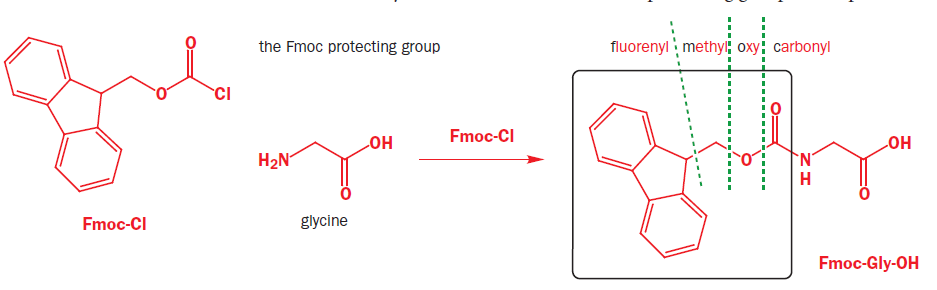 the Fmoc protecting group
fluorenyl methyl oxy carbonyl
O
O
Cl
Fmoc-Cl
H₂N
OH
O
glycine
Fmoc-Cl
O
O
N
H
OH
O
Fmoc-Gly-OH